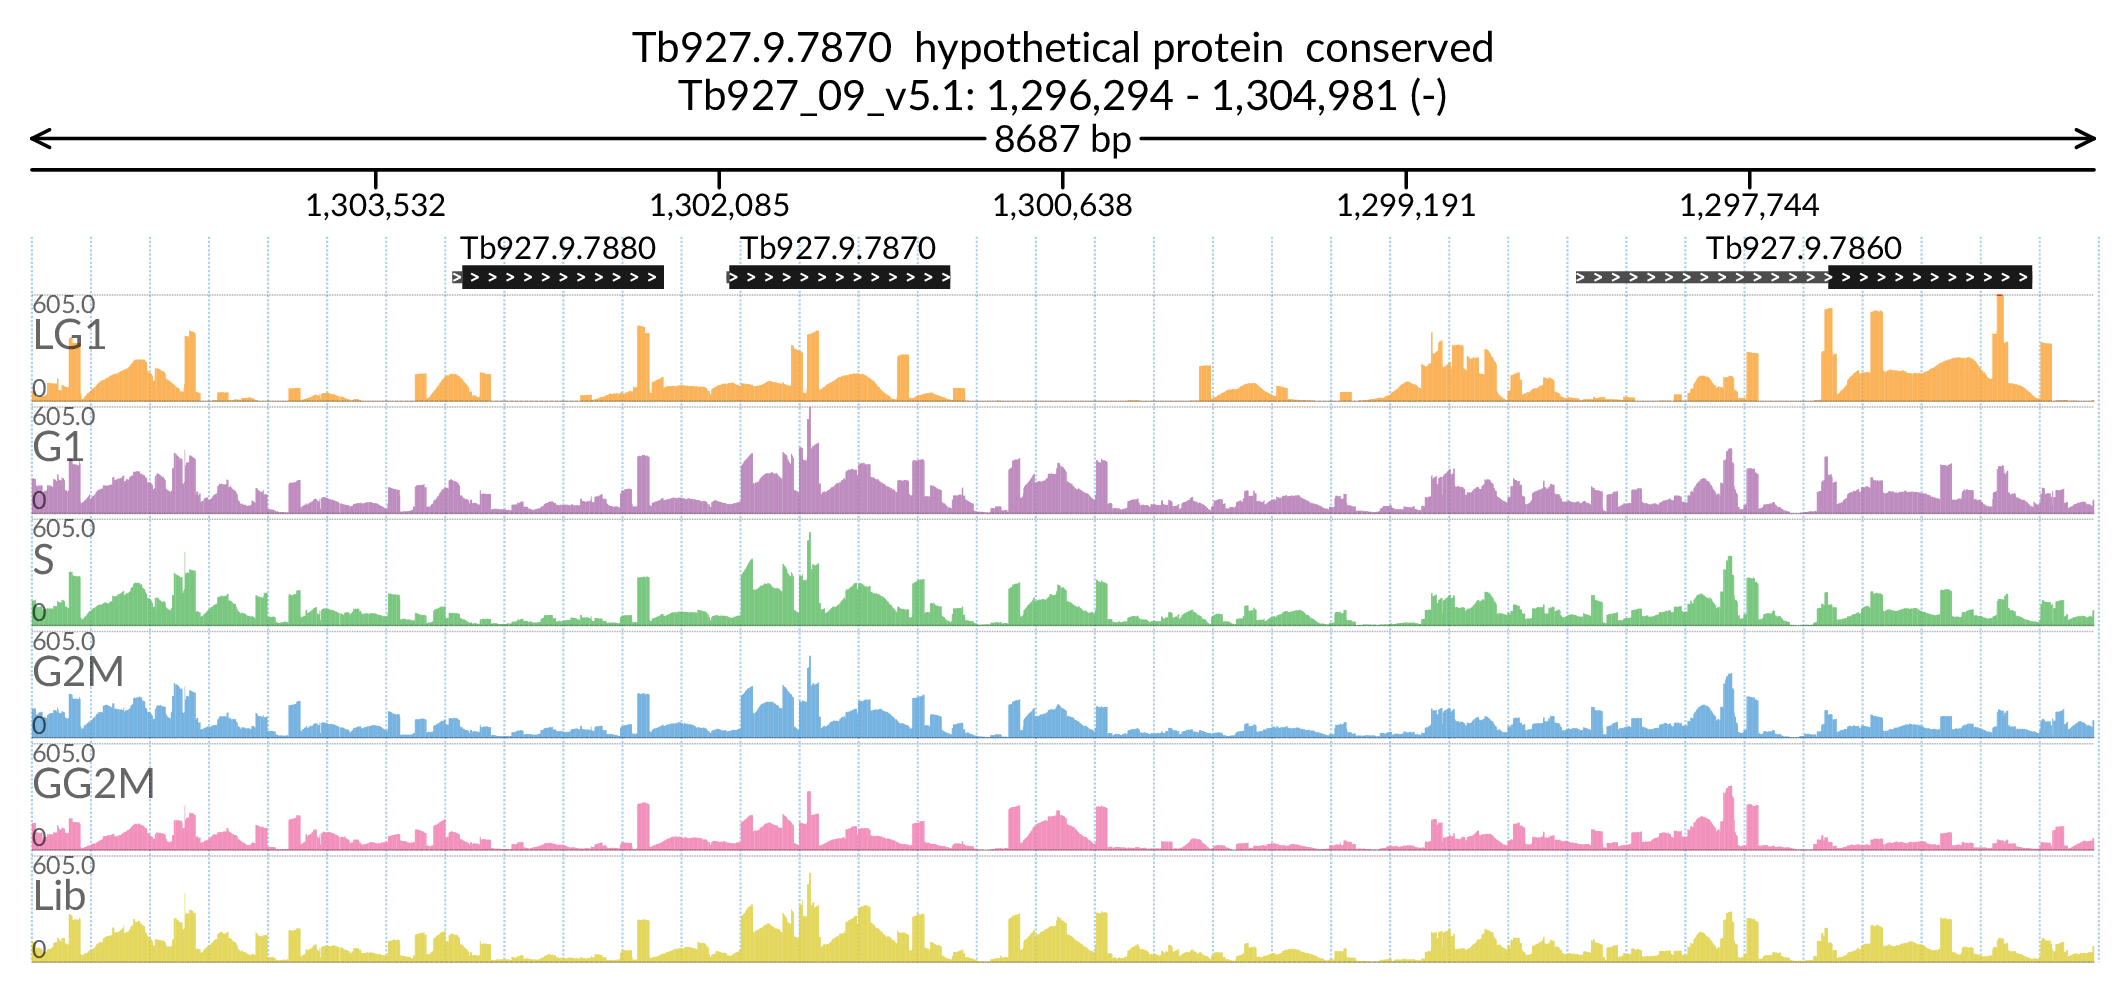 Tb927.9.7870  hypothetical protein  conserved
Tb927_09_v5.1: 1,296,294 - 1,304,981 (-)
8687 bp
1,303,532 1,302,085 1,300,638 1,299,191 1,297,744
Tb927.9.7880 Tb927.9.7870 Tb927.9.7860
605.0
LG1
0
605.0
G1
0
605.0
S
0
605.0
G2M
0
605.0
GG2M
0
605.0
Lib
0